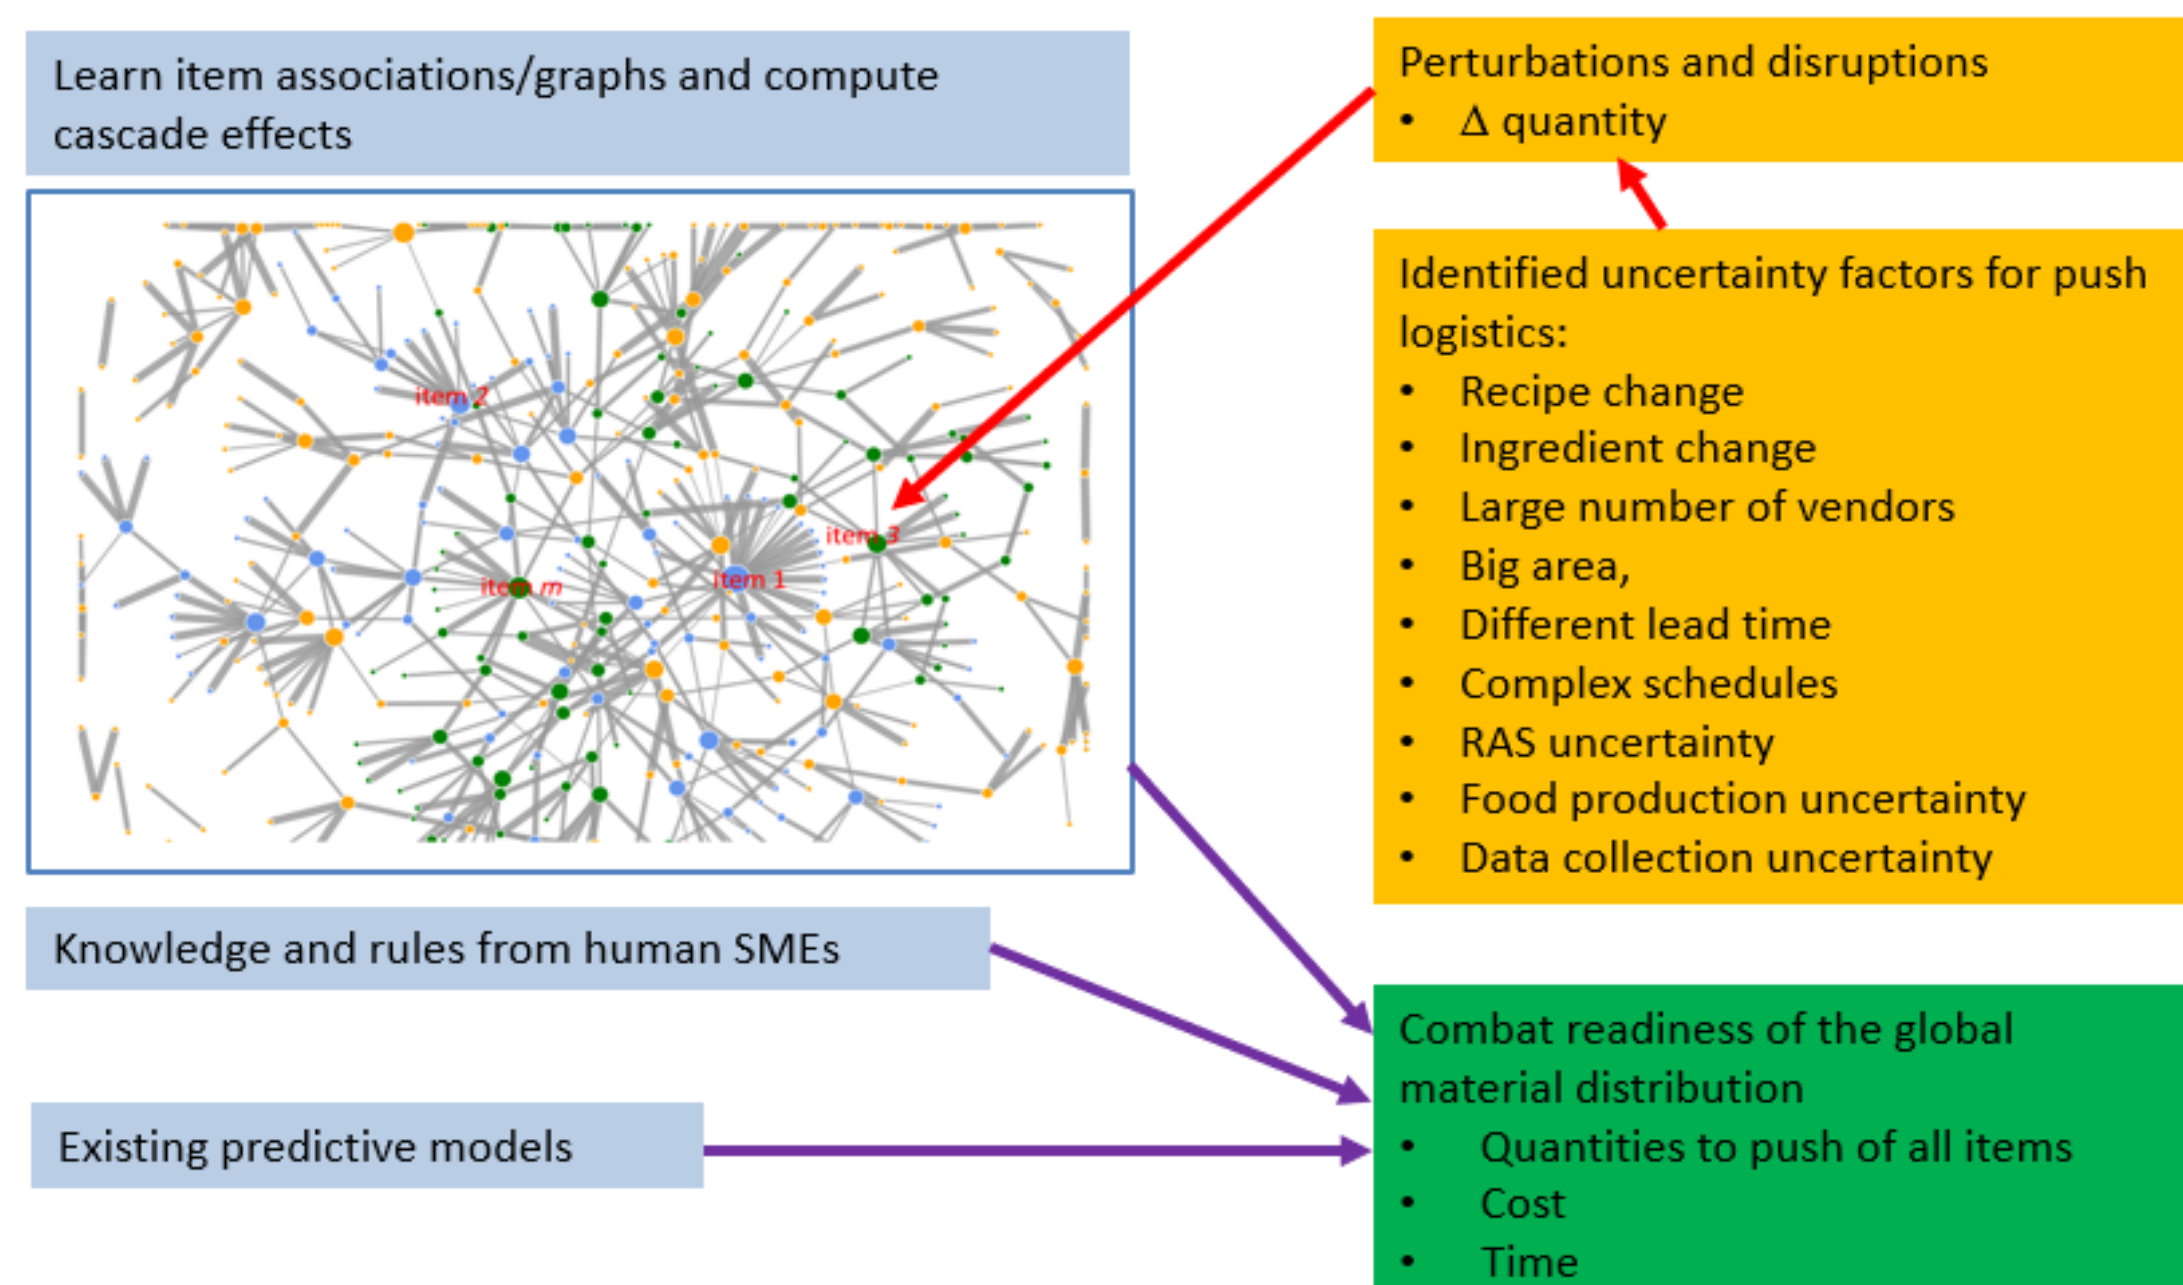 Learn item associations/graphs and compute
cascade effects
item 2
item 3
item m
item 1
Knowledge and rules from human SMEs
Existing predictive models
Perturbations and disruptions
• Δ quantity
Identified uncertainty factors for push
logistics:
• Recipe change
• Ingredient change
• Large number of vendors
• Big area,
• Different lead time
• Complex schedules
• RAS uncertainty
• Food production uncertainty
• Data collection uncertainty
Combat readiness of the global
material distribution
• Quantities to push of all items
• Cost
• Time